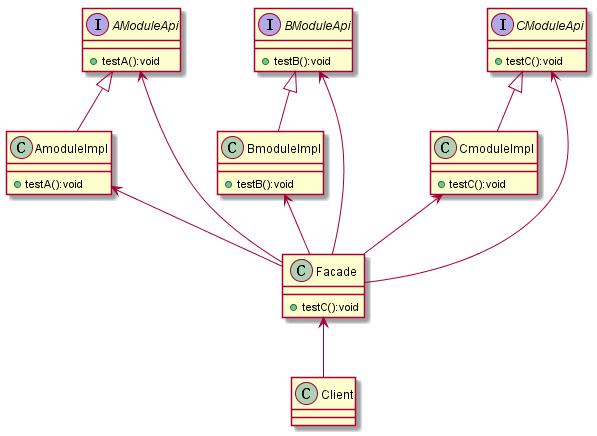 I AModuleApi
I BModuleApi
I CModuleApi
testA():void
testB():void
testC():void
C AmoduleImpl
C BmoduleImpl
C CmoduleImpl
testA():void
testB():void
testC():void
C Facade
testC():void
C Client